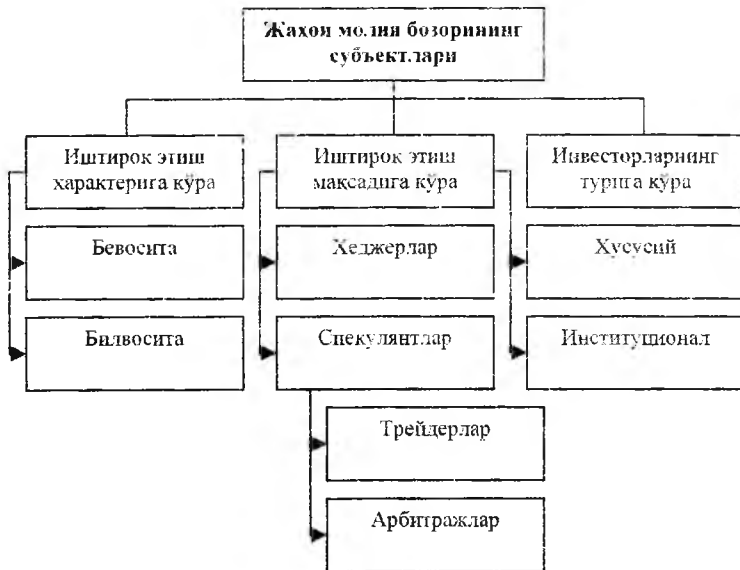 Жаҳон молия бозорининг
субъектлари
Иштирок этиш
характерига кўра
Иштирок этиш
мақсадига кўра
Инвесторларнинг
турига кўра
Бевосита
Хеджерлар
Хусусий
Билвосита
Спекулянтлар
Институционал
Трейдерлар
Арбитражлар